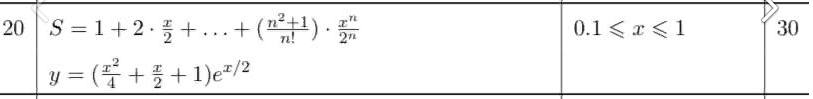 20 S = 1 + 2 · x/2 + ... + ((n²+1)/n!) · xⁿ/2ⁿ 0.1 ⩽ x ⩽ 1 30
y = (x²/4 + x/2 + 1)e^{x/2}